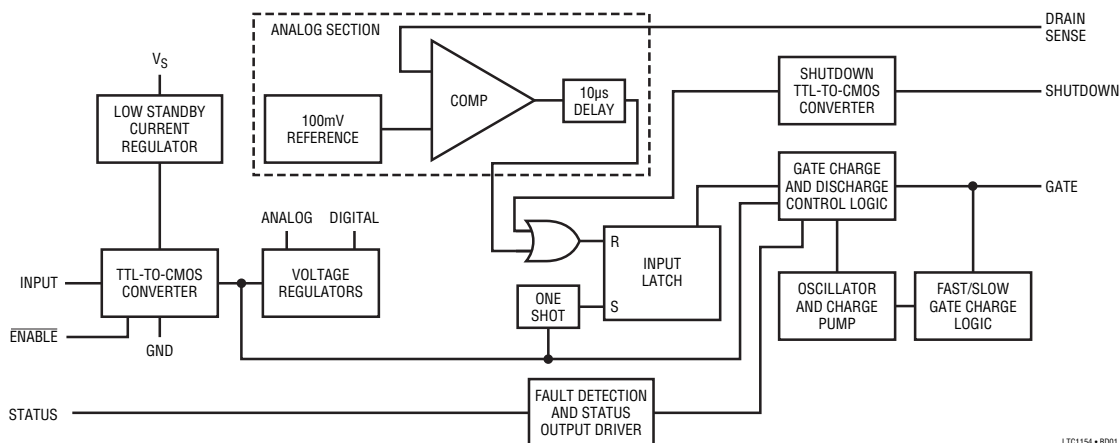 ANALOG SECTION
DRAIN
SENSE
VS
SHUTDOWN
TTL-TO-CMOS
CONVERTER
SHUTDOWN
COMP
10µs
DELAY
LOW STANDBY
CURRENT
REGULATOR
100mV
REFERENCE
GATE CHARGE
AND DISCHARGE
CONTROL LOGIC
GATE
ANALOG
DIGITAL
R
INPUT
LATCH
INPUT
TTL-TO-CMOS
CONVERTER
VOLTAGE
REGULATORS
OSCILLATOR
AND CHARGE
PUMP
FAST/SLOW
GATE CHARGE
LOGIC
ONE
SHOT
S
ENABLE
GND
STATUS
FAULT DETECTION
AND STATUS
OUTPUT DRIVER
LTC1154 • BD01